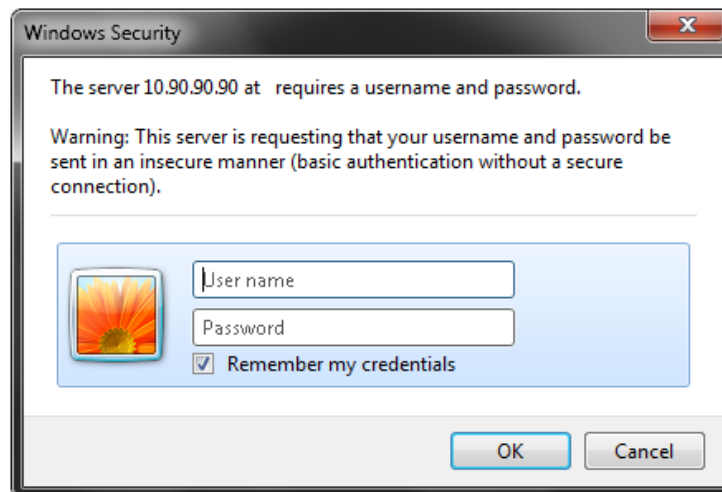 Windows Security
The server 10.90.90.90 at   requires a username and password.
Warning: This server is requesting that your username and password be
sent in an insecure manner (basic authentication without a secure
connection).
User name
Password
Remember my credentials
OK
Cancel